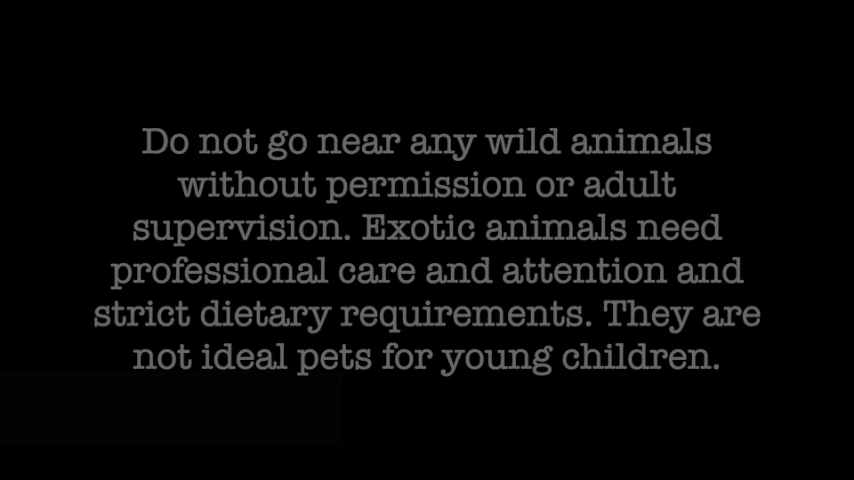 Do not go near any wild animals
without permission or adult
supervision. Exotic animals need
professional care and attention and
strict dietary requirements. They are
not ideal pets for young children.